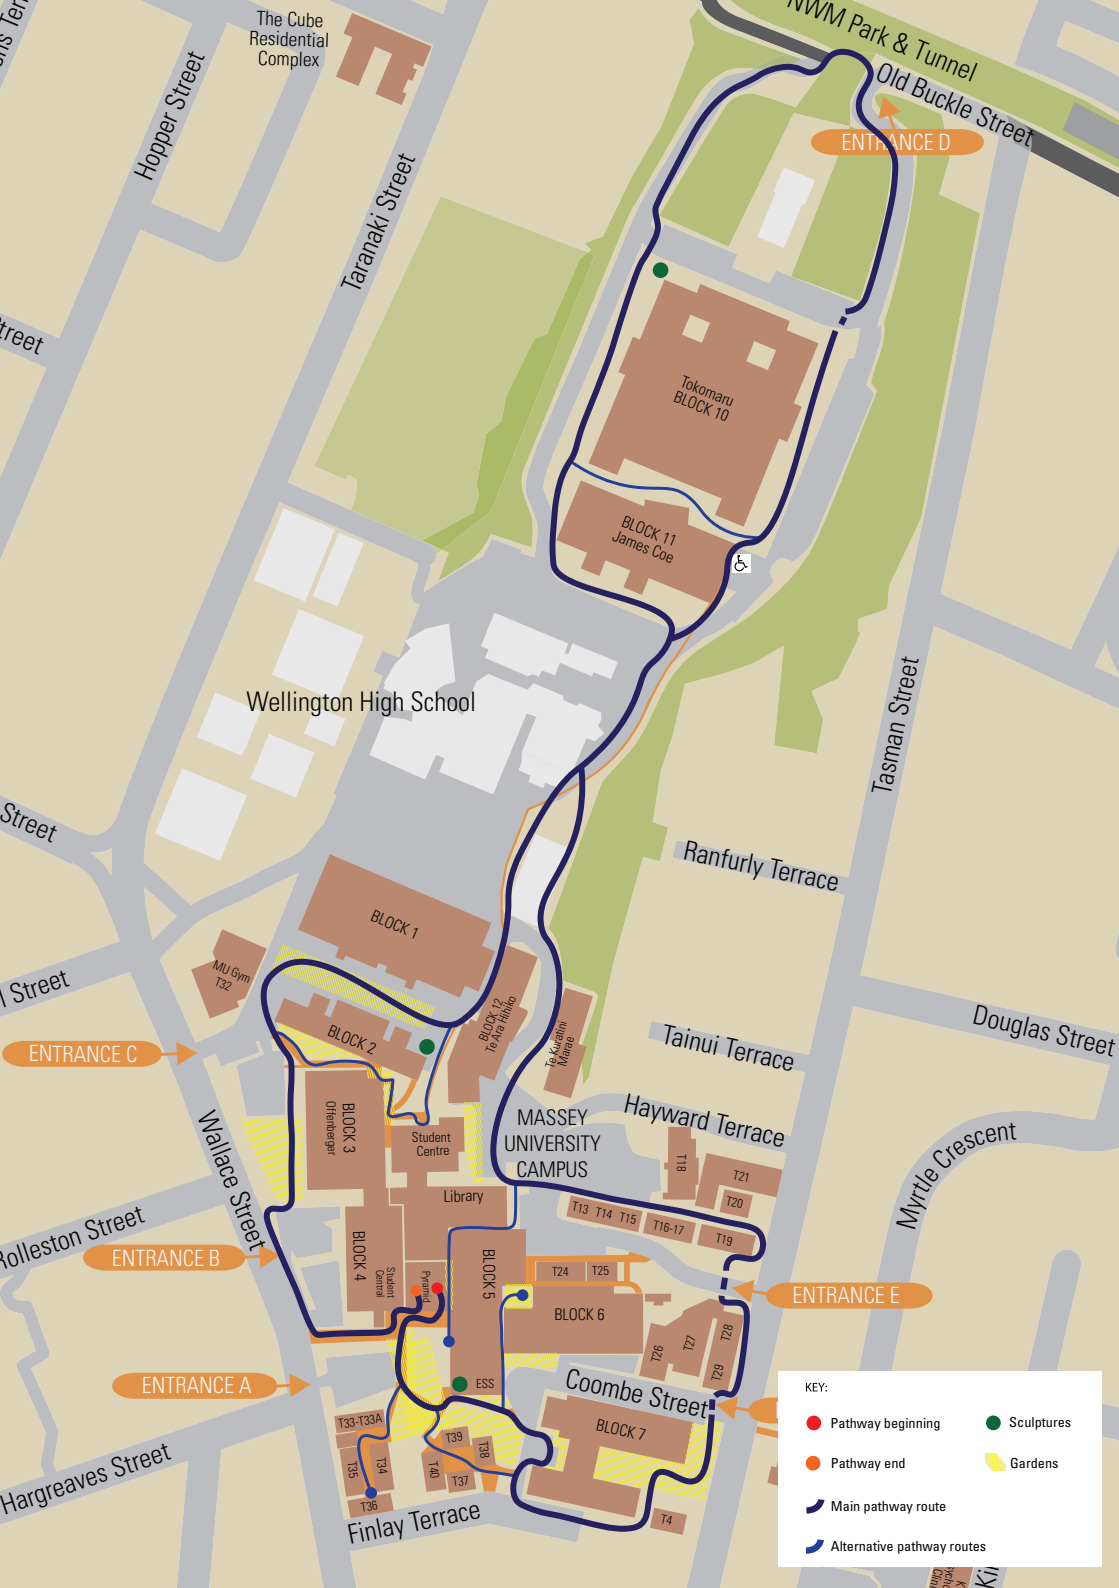 The Cube
Residential
Complex
NWM Park & Tunnel
Old Buckle Street
ENTRANCE D
Hopper Street
Taranaki Street
Street
Tokomaru
BLOCK 10
BLOCK 11
James Coe
Wellington High School
Tasman Street
Street
Ranfurly Terrace
BLOCK 1
MU Gym
T32
Street
BLOCK 2
BLOCK 12
Te Ara Hihiko
Te Kuratini
Marae
Douglas Street
Tainui Terrace
ENTRANCE C
Hayward Terrace
Myrtle Crescent
Wallace Street
BLOCK 3
Offenberger
Student
Centre
MASSEY
UNIVERSITY
CAMPUS
T18
T21
T20
Library
T13 T14 T15
T16-17
T19
Rolleston Street
ENTRANCE B
BLOCK 4
Student
Central
Pyramid
BLOCK 5
T24
T25
BLOCK 6
ENTRANCE E
T26
T27
T28
T29
ENTRANCE A
ESS
Coombe Street
T33-T33A
T35
T34
T36
T39
T38
T40
T37
BLOCK 7
T4
Hargreaves Street
Finlay Terrace
KEY:
Pathway beginning
Sculptures
Pathway end
Gardens
Main pathway route
Alternative pathway routes